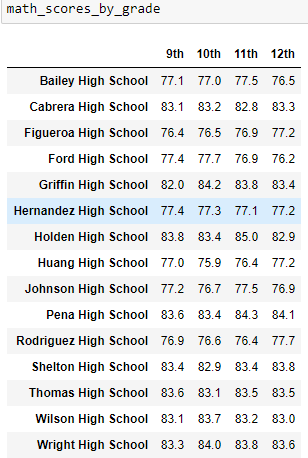 math_scores_by_grade
9th 10th 11th 12th
Bailey High School 77.1 77.0 77.5 76.5
Cabrera High School 83.1 83.2 82.8 83.3
Figueroa High School 76.4 76.5 76.9 77.2
Ford High School 77.4 77.7 76.9 76.2
Griffin High School 82.0 84.2 83.8 83.4
Hernandez High School 77.4 77.3 77.1 77.2
Holden High School 83.8 83.4 85.0 82.9
Huang High School 77.0 75.9 76.4 77.2
Johnson High School 77.2 76.7 77.5 76.9
Pena High School 83.6 83.4 84.3 84.1
Rodriguez High School 76.9 76.6 76.4 77.7
Shelton High School 83.4 82.9 83.4 83.8
Thomas High School 83.6 83.1 83.5 83.5
Wilson High School 83.1 83.7 83.2 83.0
Wright High School 83.3 84.0 83.8 83.6